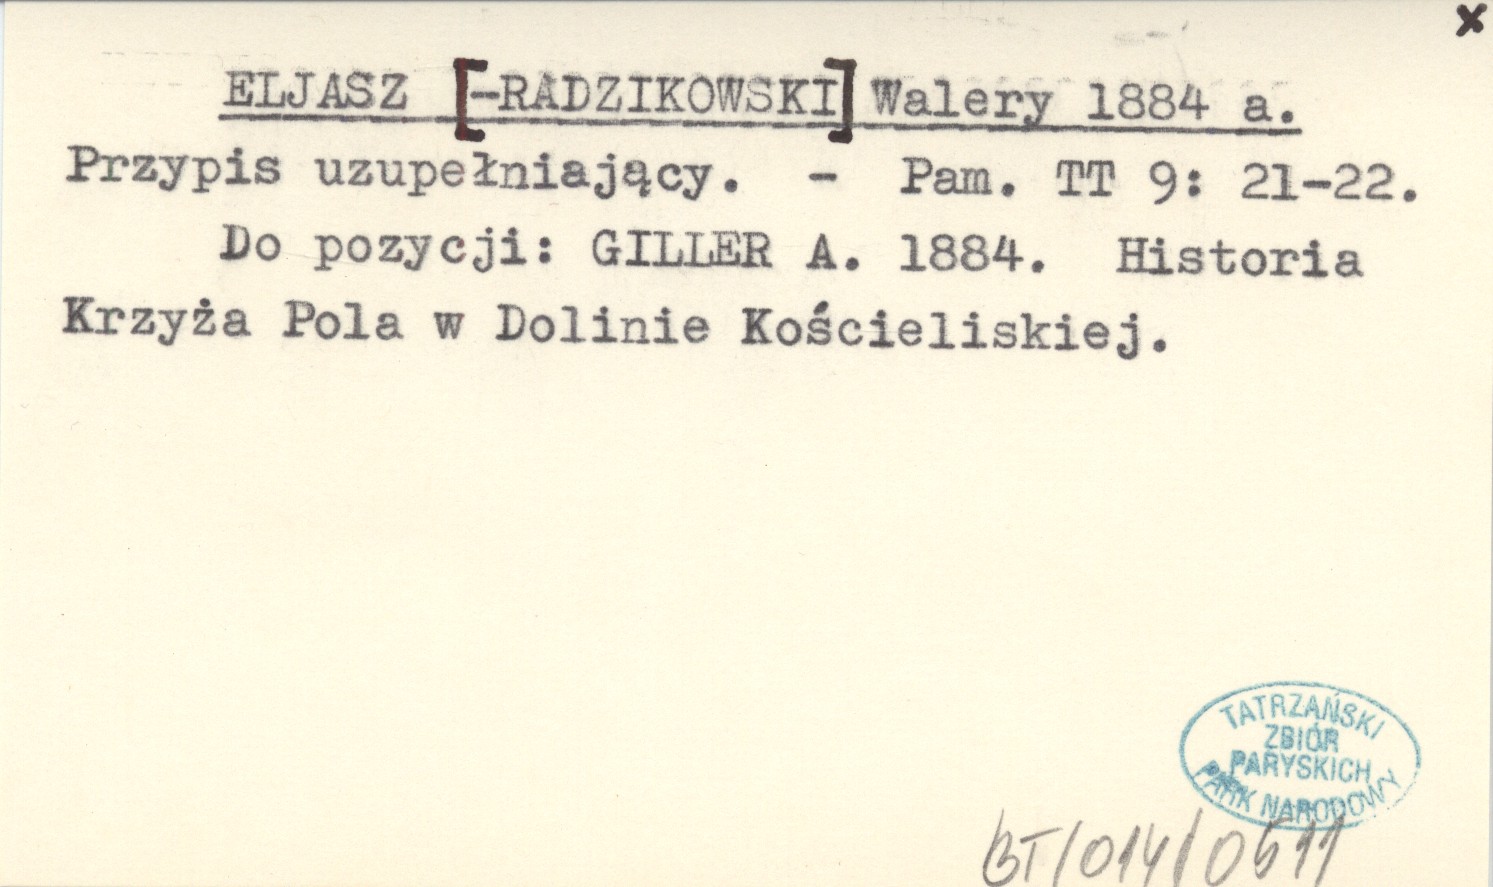 x
ELJASZ [-RADZIKOWSKI] Walery 1884 a.
Przypis uzupełniający. - Pam. TT 9: 21-22.
Do pozycji: GILLER A. 1884. Historia
Krzyża Pola w Dolinie Kościeliskiej.
TATRZAŃSKI
ZBIÓR
PARYSKICH
PARK NARODOWY
BT/014/0511